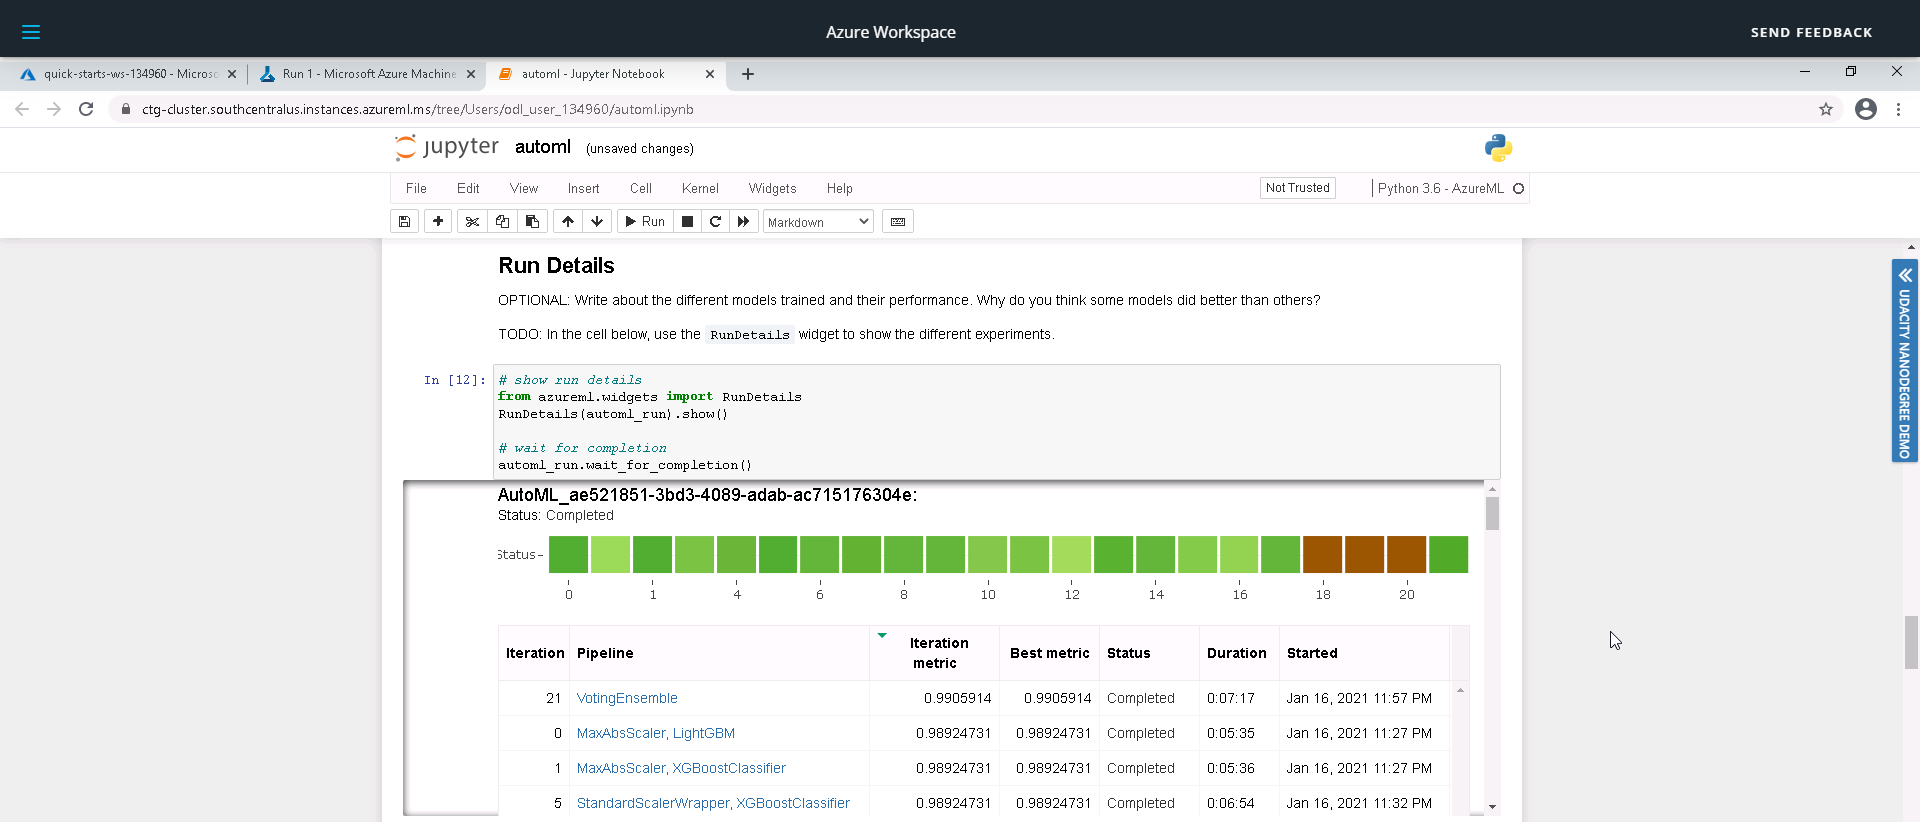 Azure Workspace
SEND FEEDBACK
quick-starts-ws-134960 - Microso
Run 1 - Microsoft Azure Machine
automl - Jupyter Notebook
ctg-cluster.southcentralus.instances.azureml.ms/tree/Users/odl_user_134960/automl.ipynb
jupyter automl (unsaved changes)
File Edit View Insert Cell Kernel Widgets Help
Not Trusted
Python 3.6 - AzureML
Run
Markdown
UDACITY NANODEGREE DEMO
Run Details
OPTIONAL: Write about the different models trained and their performance. Why do you think some models did better than others?
TODO: In the cell below, use the RunDetails widget to show the different experiments.
In [12]: # show run details
from azureml.widgets import RunDetails
RunDetails(automl_run).show()
# wait for completion
automl_run.wait_for_completion()
AutoML_ae521851-3bd3-4089-adab-ac715176304e:
Status: Completed
Status
0 1 4 6 8 10 12 14 16 18 20
Iteration Pipeline Iteration metric Best metric Status Duration Started
21 VotingEnsemble 0.9905914 0.9905914 Completed 0:07:17 Jan 16, 2021 11:57 PM
0 MaxAbsScaler, LightGBM 0.98924731 0.98924731 Completed 0:05:35 Jan 16, 2021 11:27 PM
1 MaxAbsScaler, XGBoostClassifier 0.98924731 0.98924731 Completed 0:05:36 Jan 16, 2021 11:27 PM
5 StandardScalerWrapper, XGBoostClassifier 0.98924731 0.98924731 Completed 0:06:54 Jan 16, 2021 11:32 PM